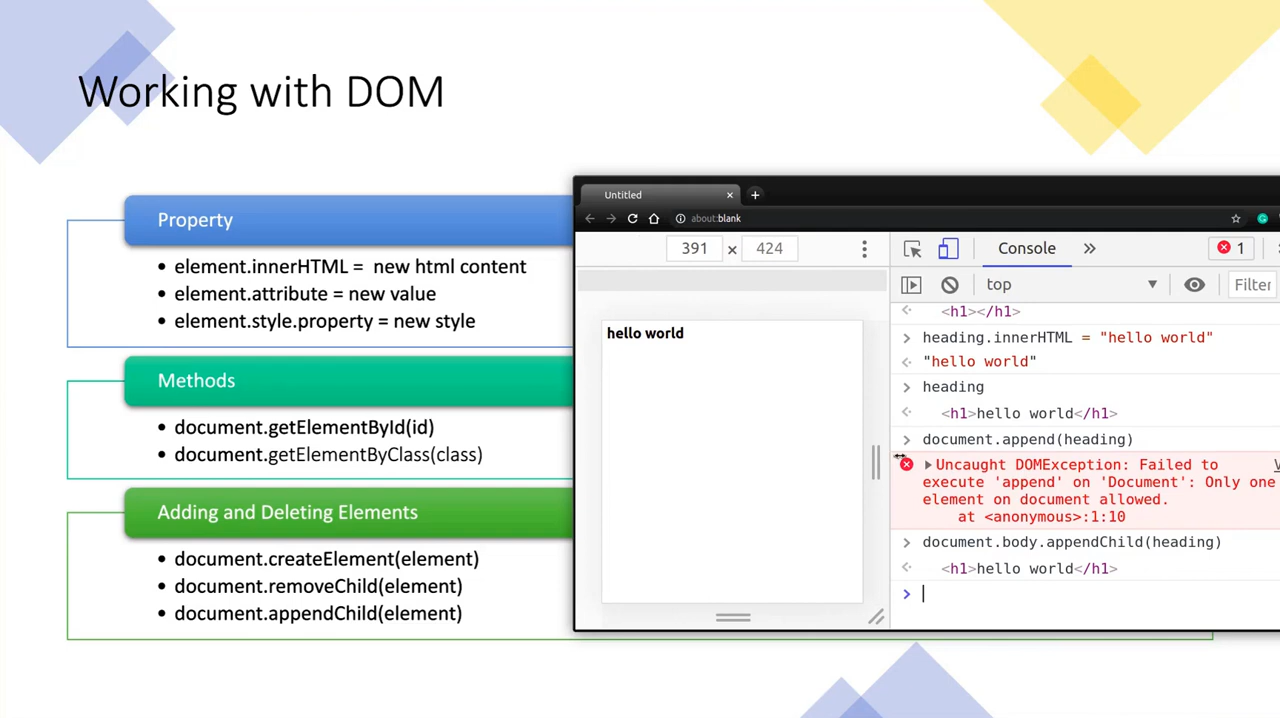 Working with DOM
Property
• element.innerHTML = new html content
• element.attribute = new value
• element.style.property = new style
Methods
• document.getElementById(id)
• document.getElementByClass(class)
Adding and Deleting Elements
• document.createElement(element)
• document.removeChild(element)
• document.appendChild(element)
Untitled
about:blank
391 × 424
Console » 1
top Filter
<h1></h1>
> heading.innerHTML = "hello world"
"hello world"
> heading
<h1>hello world</h1>
> document.append(heading)
Uncaught DOMException: Failed to
execute 'append' on 'Document': Only one
element on document allowed.
at <anonymous>:1:10
> document.body.appendChild(heading)
<h1>hello world</h1>
>
hello world